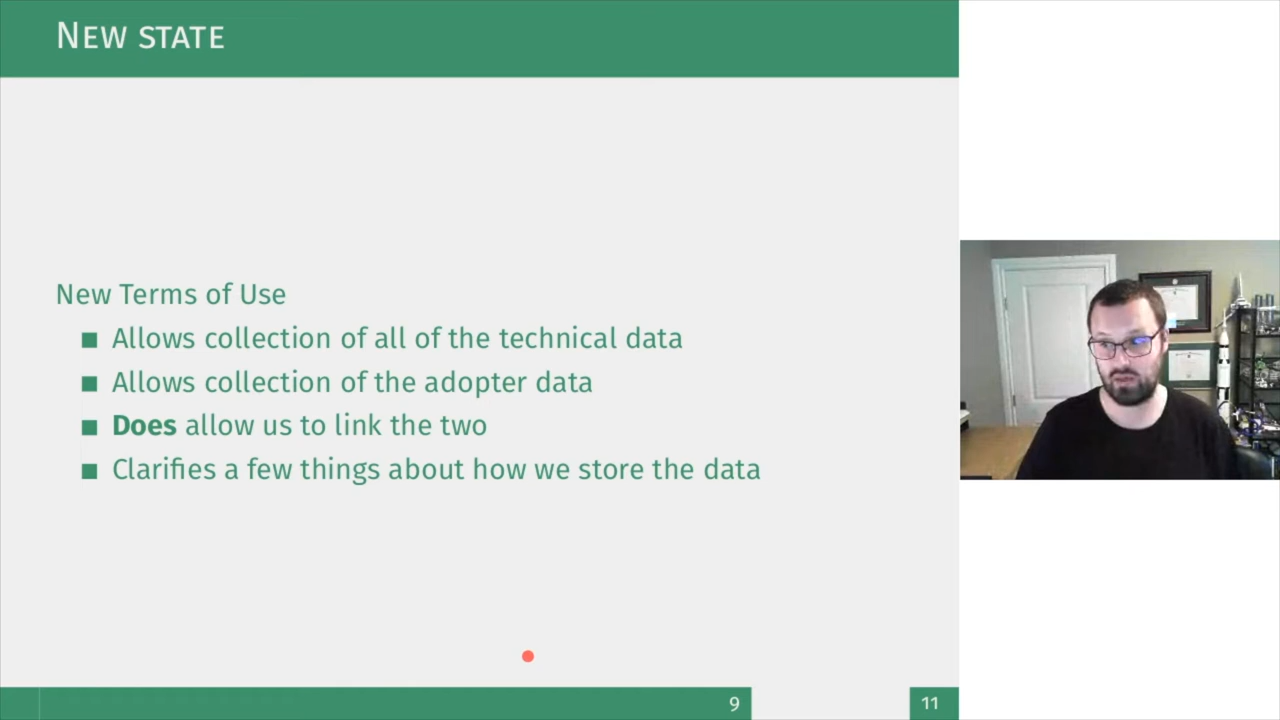 New state
New Terms of Use
Allows collection of all of the technical data
Allows collection of the adopter data
Does allow us to link the two
Clarifies a few things about how we store the data
9
11